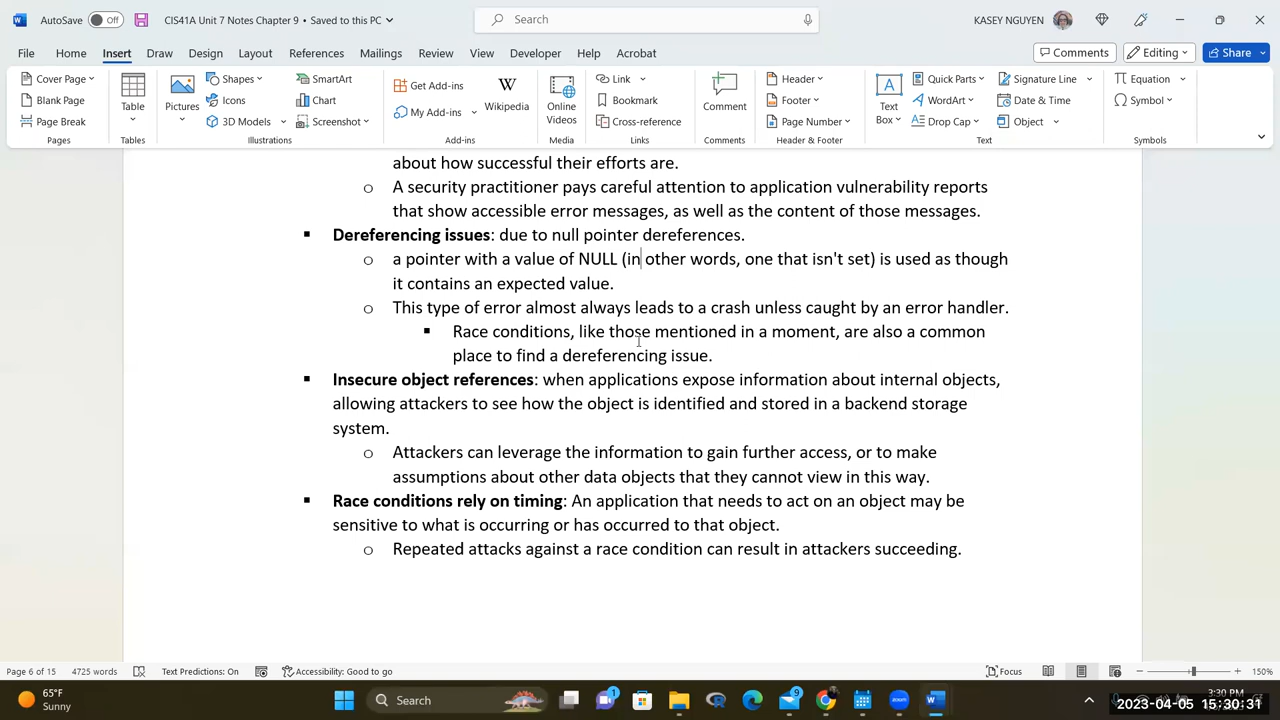 AutoSave Off CIS41A Unit 7 Notes Chapter 9 • Saved to this PC Search KASEY NGUYEN
File Home Insert Draw Design Layout References Mailings Review View Developer Help Acrobat Comments Editing Share
Cover Page
Blank Page
Page Break
Pages
Table
Tables
Pictures
Shapes
Icons
3D Models
SmartArt
Chart
Screenshot
Illustrations
Get Add-ins
My Add-ins
Wikipedia
Add-ins
Online
Videos
Media
Link
Bookmark
Cross-reference
Links
Comment
Comments
Header
Footer
Page Number
Header & Footer
Text
Box
Quick Parts
WordArt
Drop Cap
Signature Line
Date & Time
Object
Text
Equation
Symbol
Symbols
about how successful their efforts are.
o A security practitioner pays careful attention to application vulnerability reports
that show accessible error messages, as well as the content of those messages.
▪ Dereferencing issues: due to null pointer dereferences.
o a pointer with a value of NULL (in other words, one that isn't set) is used as though
it contains an expected value.
o This type of error almost always leads to a crash unless caught by an error handler.
▪ Race conditions, like those mentioned in a moment, are also a common
place to find a dereferencing issue.
▪ Insecure object references: when applications expose information about internal objects,
allowing attackers to see how the object is identified and stored in a backend storage
system.
o Attackers can leverage the information to gain further access, or to make
assumptions about other data objects that they cannot view in this way.
▪ Race conditions rely on timing: An application that needs to act on an object may be
sensitive to what is occurring or has occurred to that object.
o Repeated attacks against a race condition can result in attackers succeeding.
Page 6 of 15 4725 words Text Predictions: On Accessibility: Good to go Focus 150%
65°F
Sunny
Search
1
9
3:30 PM
2023-04-05 15:30:31